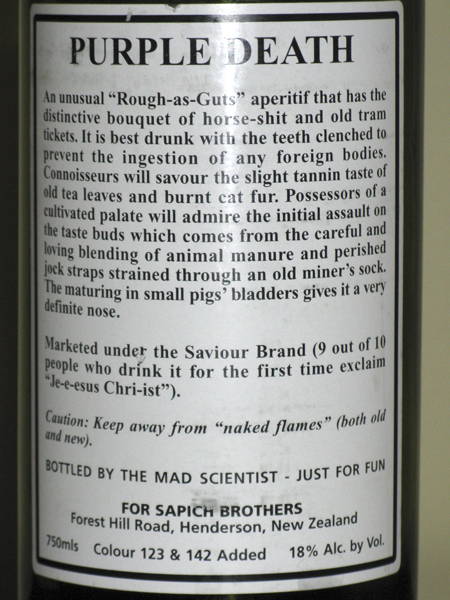 PURPLE DEATH
An unusual “Rough-as-Guts” aperitif that has the
distinctive bouquet of horse-shit and old tram
tickets. It is best drunk with the teeth clenched to
prevent the ingestion of any foreign bodies.
Connoisseurs will savour the slight tannin taste of
old tea leaves and burnt cat fur. Possessors of a
cultivated palate will admire the initial assault on
the taste buds which comes from the careful and
loving blending of animal manure and perished
jock straps strained through an old miner's sock.
The maturing in small pigs' bladders gives it a very
definite nose.
Marketed under the Saviour Brand (9 out of 10
people who drink it for the first time exclaim
“Je-e-esus Chri-ist”).
Caution: Keep away from “naked flames” (both old
and new).
BOTTLED BY THE MAD SCIENTIST - JUST FOR FUN
FOR SAPICH BROTHERS
Forest Hill Road, Henderson, New Zealand
750mls Colour 123 & 142 Added 18% Alc. by Vol.